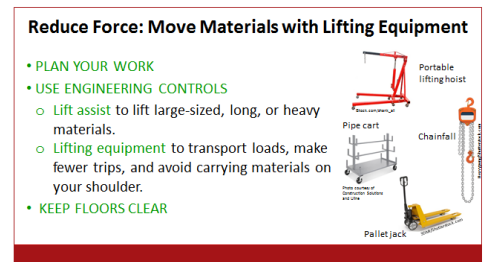 Reduce Force: Move Materials with Lifting Equipment
• PLAN YOUR WORK
• USE ENGINEERING CONTROLS
o Lift assist to lift large-sized, long, or heavy
materials.
o Lifting equipment to transport loads, make
fewer trips, and avoid carrying materials on
your shoulder.
• KEEP FLOORS CLEAR
Portable
lifting hoist
Pipe cart
Chainfall
Photo courtesy of
Construction Solutions
and Uline
Pallet jack